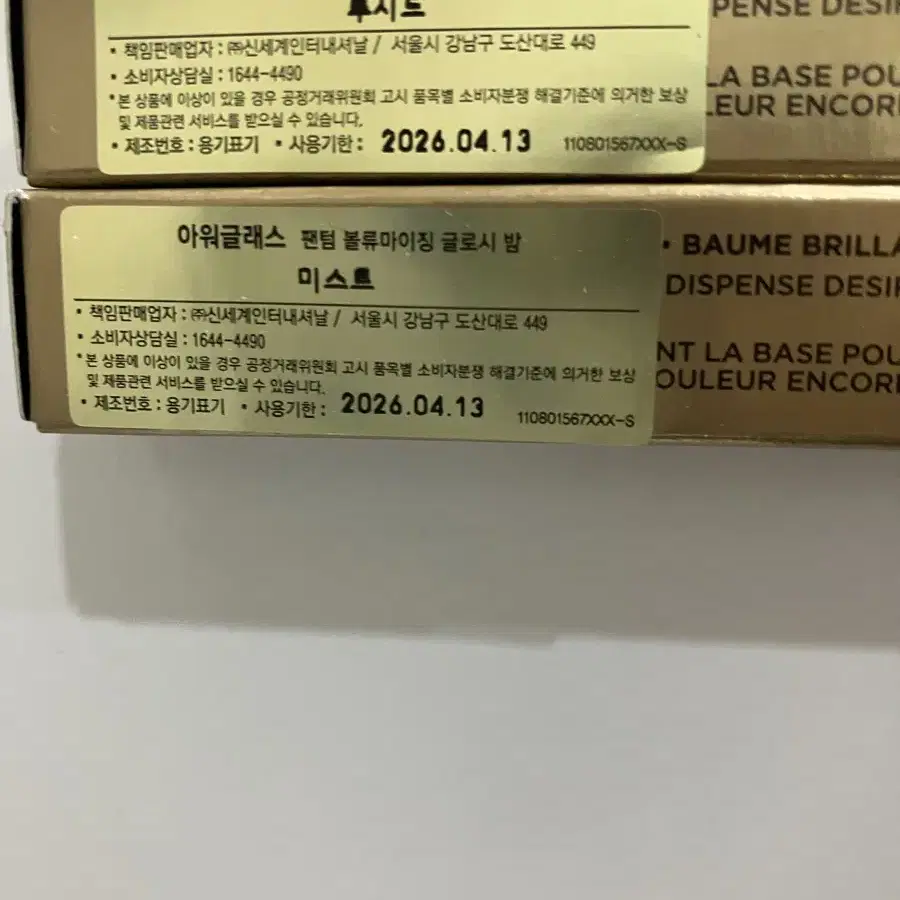 루시드
• 책임판매업자 : ㈜신세계인터내셔날 / 서울시 강남구 도산대로 449
• 소비자상담실 : 1644-4490
*본 상품에 이상이 있을 경우 공정거래위원회 고시 품목별 소비자분쟁 해결기준에 의거한 보상
및 제품관련 서비스를 받으실 수 있습니다.
• 제조번호 : 용기표기 • 사용기한 : 2026.04.13 110801567XXX-S
PENSE DESI
LA BASE POU
LEUR ENCOR
아워글래스 팬텀 볼류마이징 글로시 밤
미스트
• 책임판매업자 : ㈜신세계인터내셔날 / 서울시 강남구 도산대로 449
• 소비자상담실 : 1644-4490
*본 상품에 이상이 있을 경우 공정거래위원회 고시 품목별 소비자분쟁 해결기준에 의거한 보상
및 제품관련 서비스를 받으실 수 있습니다.
• 제조번호 : 용기표기 • 사용기한 : 2026.04.13 110801567XXX-S
• BAUME BRILLA
DISPENSE DESI
NT LA BASE POU
OULEUR ENCOR